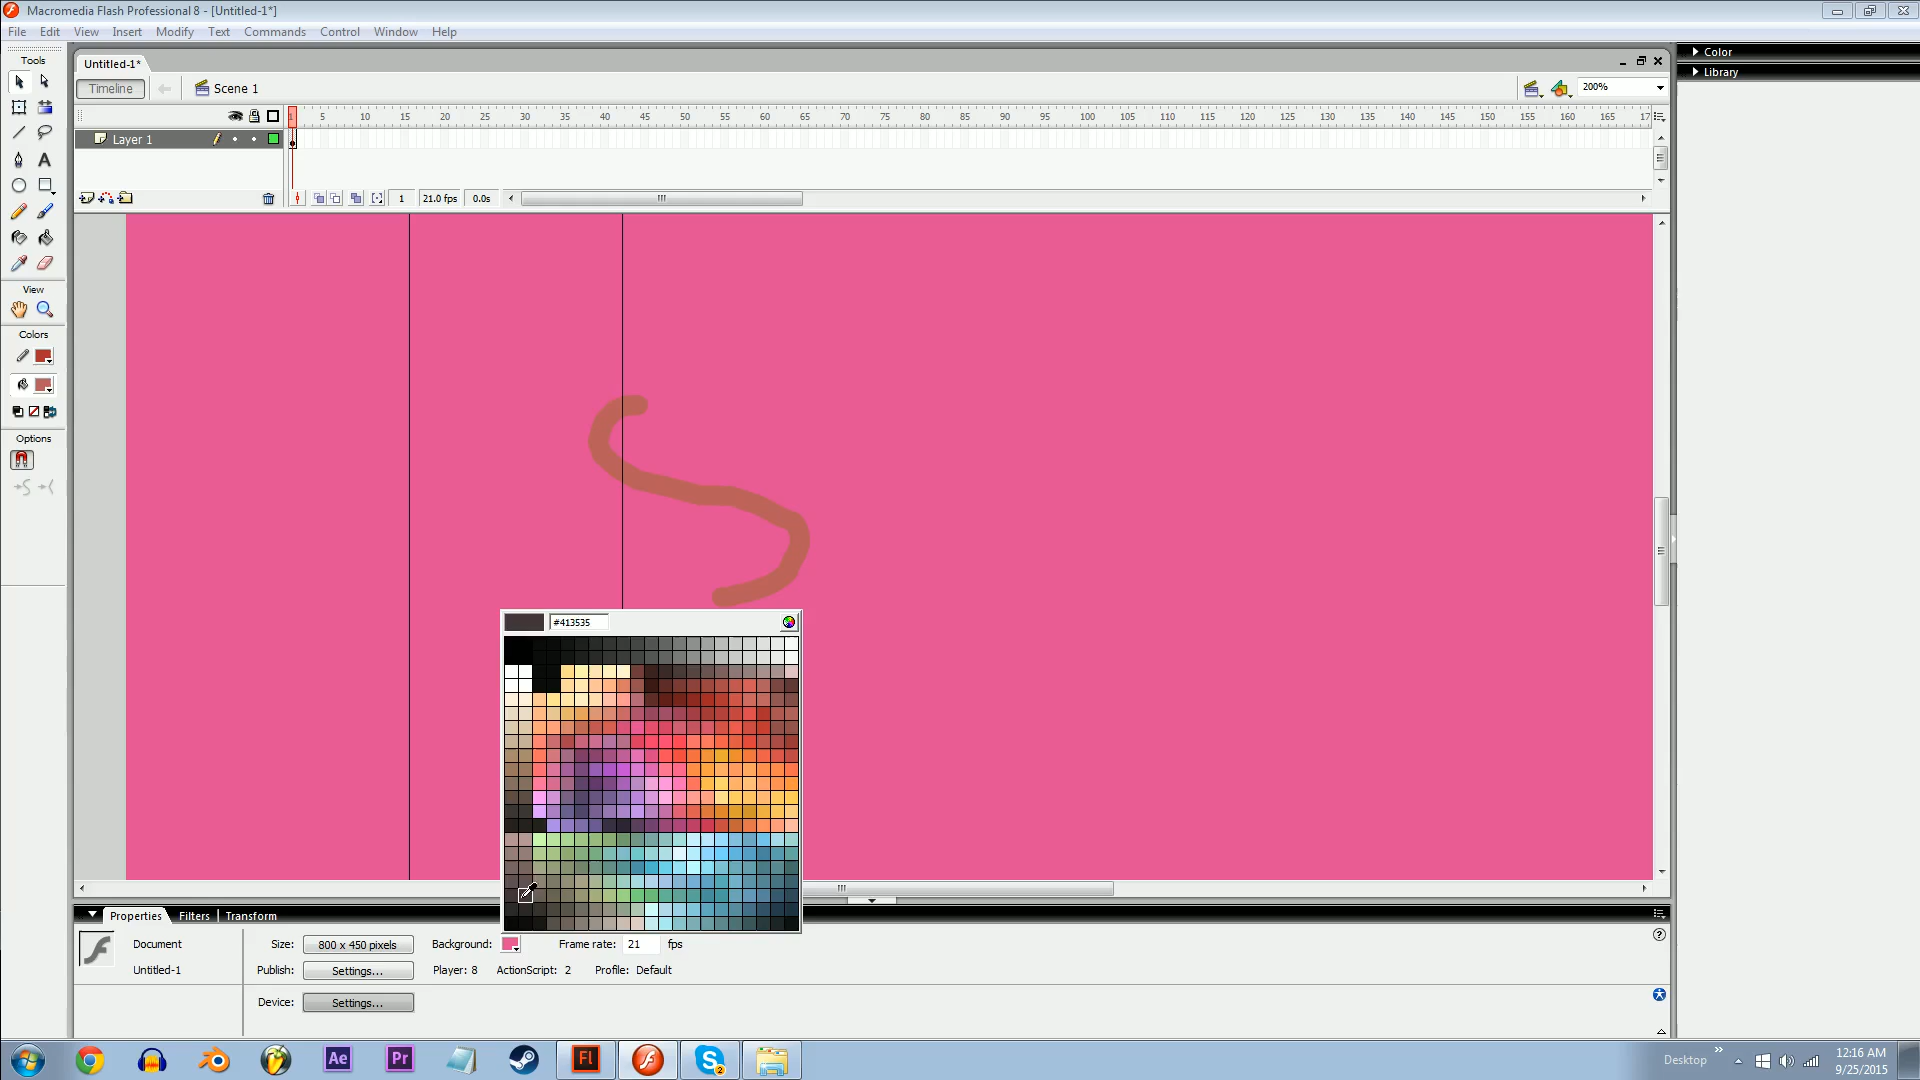 Macromedia Flash Professional 8 - [Untitled-1*]
File Edit View Insert Modify Control Text Commands Control Window Help
Tools
Untitled-1*
Color
Library
Timeline
Scene 1
200%
1 5 10 15 20 25 30 35 40 45 50 55 60 65 70 75 80 85 90 95 100 105 110 115 120 125 130 135 140 145 150 155 160 165 17
Layer 1
1 21.0 fps 0.0s
View
Colors
Options
#413535
Properties Filters Transform
Document
Size: 800 x 450 pixels Background: Frame rate: 21 fps
Untitled-1
Publish: Settings... Player: 8 ActionScript: 2 Profile: Default
Device: Settings...
Ae Pr Fl 2
Desktop
12:16 AM
9/25/2015